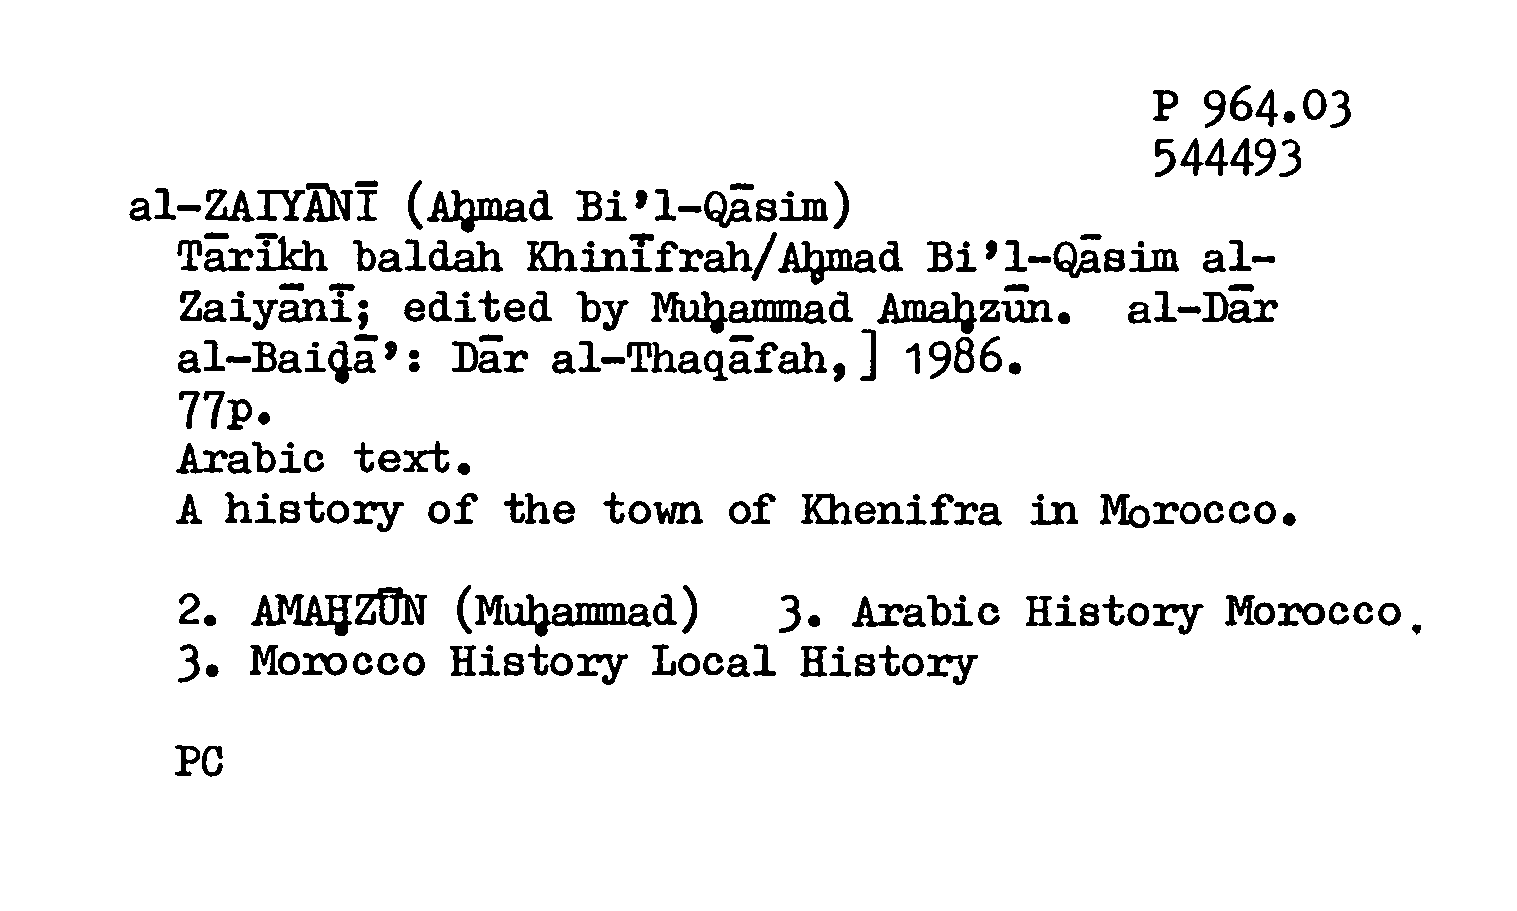 P 964.03
544493
al-ZAIYĀNĪ (Aḥmad Bi’l-Qāsim)
Tārīkh baldah Khinīfrah/Aḥmad Bi’l-Qāsim al-
Zaiyānī; edited by Muḥammad Amaḥzūn. al-Dār
al-Baiḍā’: Dār al-Thaqāfah,] 1986.
77p.
Arabic text.
A history of the town of Khenifra in Morocco.
2. AMAḤZŪN (Muḥammad) 3. Arabic History Morocco.
3. Morocco History Local History
PC